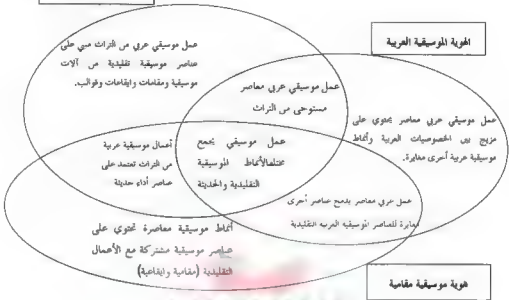 الهوية الموسيقية العربية
عمل موسيقي عربي من التراث مبني على
عناصر موسيقية تقليدية من آلات
موسيقية ومقامات وايقاعات وقوالب.
عمل موسيقي عربي معاصر
مستوحى من التراث
عمل موسيقي عربي معاصر يحتوي على
مزيج بين الخصوصيات العربية وأنماط
موسيقية عربية أخرى مغايرة.
أعمال موسيقية عربية
من التراث تعتمد على
عناصر أداء حديثة
عمل موسيقي يجمع
مختلف الأنماط الموسيقية
التقليدية والحديثة
عمل عربي معاصر يدمج عناصر أخرى
مغايرة للعناصر الموسيقية العربية التقليدية
أنماط موسيقية معاصرة تحتوي على
عناصر موسيقية مشتركة مع الأعمال
التقليدية (مقامية وإيقاعية)
هوية موسيقية مقامية